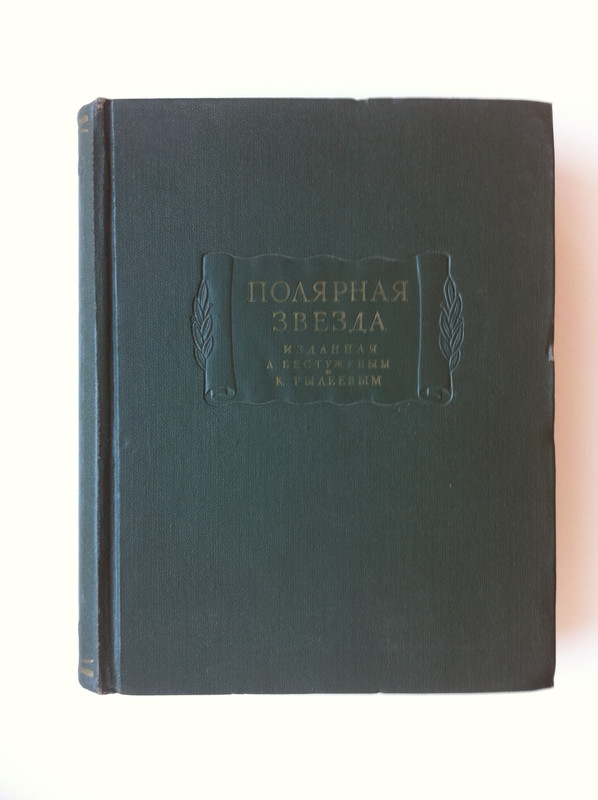 ПОЛЯРНАЯ
ЗВЕЗДА
ИЗДАННАЯ
А. БЕСТУЖЕВЫМ
И
К. РЫЛЕЕВЫМ